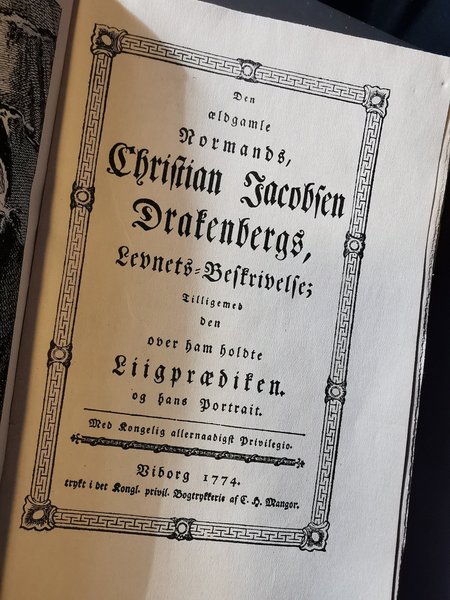 Den
ældgamle
Normands,
Christian Jacobsen
Drakenbergs,
Levnets-Beskrivelse;
Tilligemed
den
over ham holdte
Liigprædiken.
og hans Portrait.
Med Kongelig allernaadigst Privilegio.
Viborg 1774.
trykt i det Kongl. privil. Bogtrykkerie af C. H. Mangor.